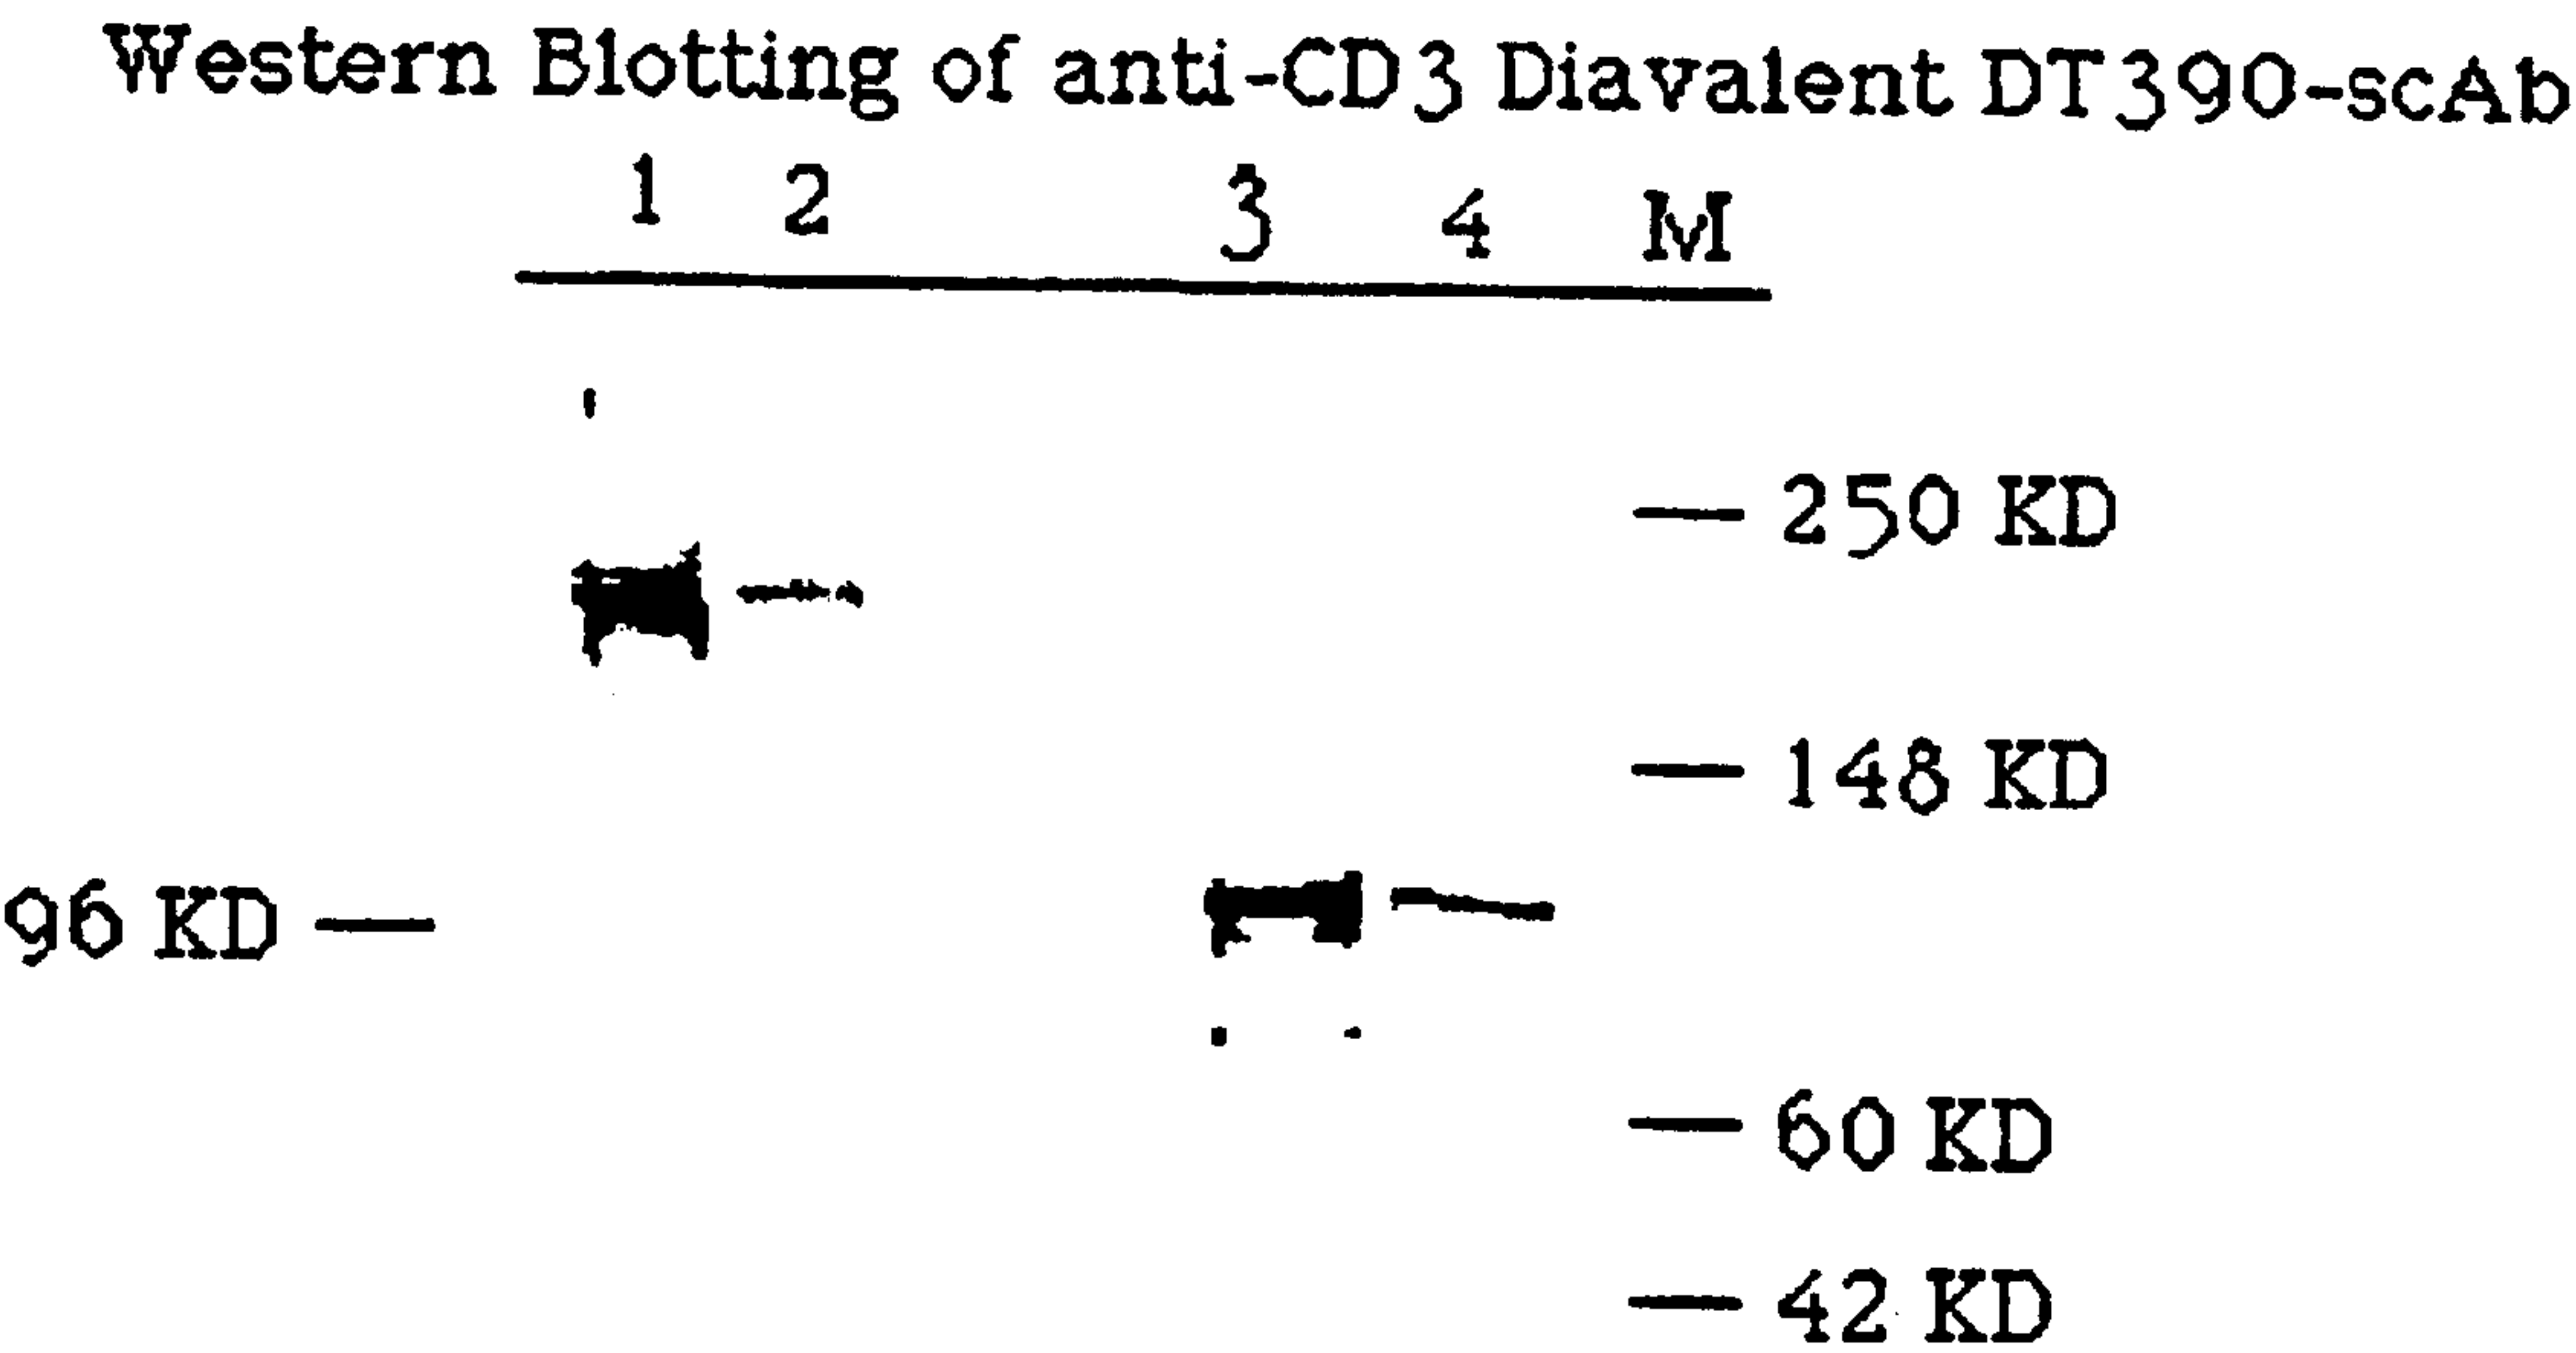 Western Blotting of anti-CD3 Diavalent DT390-scAb
1 2 3 4 M
250 KD
148 KD
96 KD
60 KD
42 KD